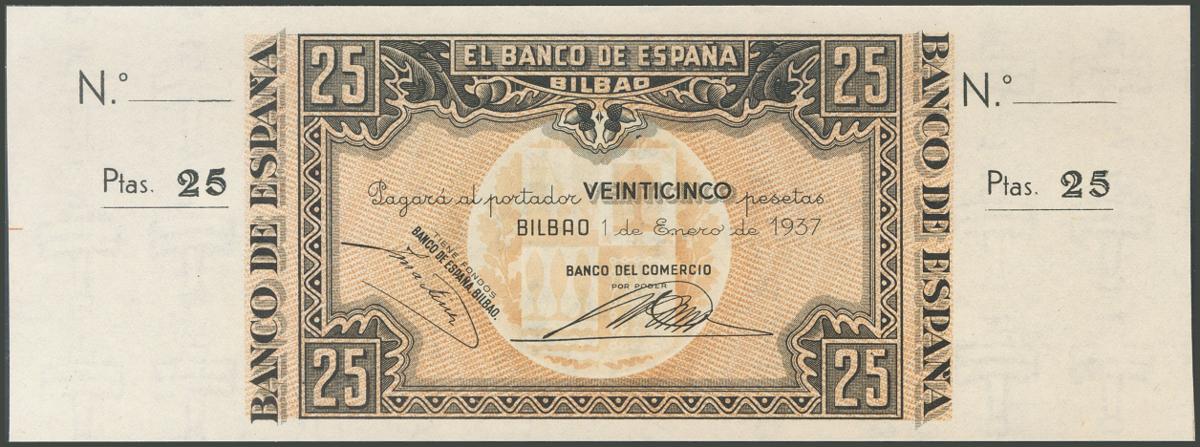 N.º
Ptas. 25
BANCO DE ESPAÑA
25
EL BANCO DE ESPAÑA
25
BILBAO
Pagará al portador VEINTICINCO pesetas
BILBAO 1 de Enero de 1937
TIENE FONDOS
BANCO DE ESPAÑA, BILBAO.
BANCO DEL COMERCIO
POR PODER
25
25
BANCO DE ESPAÑA
N.º
Ptas. 25